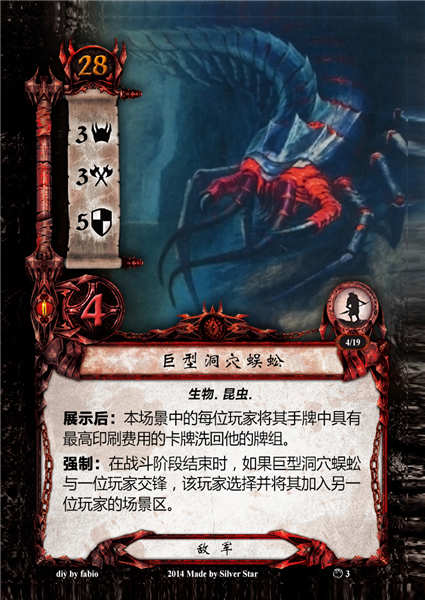 28
3
3
5
4
4/19
巨型洞穴蜈蚣
生物. 昆虫.
展示后：本场景中的每位玩家将其手牌中具有
最高印刷费用的卡牌洗回他的牌组。
强制：在战斗阶段结束时，如果巨型洞穴蜈蚣
与一位玩家交锋，该玩家选择并将其加入另一
位玩家的场景区。
敌军
diy by fabio 2014 Made by Silver Star 3